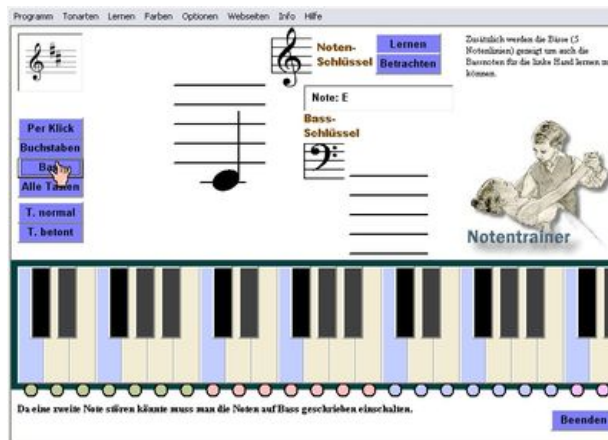 Programm Tonarten Lernen Farben Optionen Webseiten Info Hilfe
Noten-
Schlüssel
Lernen
Betrachten
Zusätzlich werden die Bässe (5
Notenlinien) gezeigt um auch die
Bassnoten für die linke Hand lernen zu
können.
Note: E
Bass-
Schlüssel
Per Klick
Buchstaben
Alle Tasten
T. normal
T. betont
Notentrainer
Da eine zweite Note stören könnte muss man die Noten auf Bass geschrieben einschalten.
Beenden